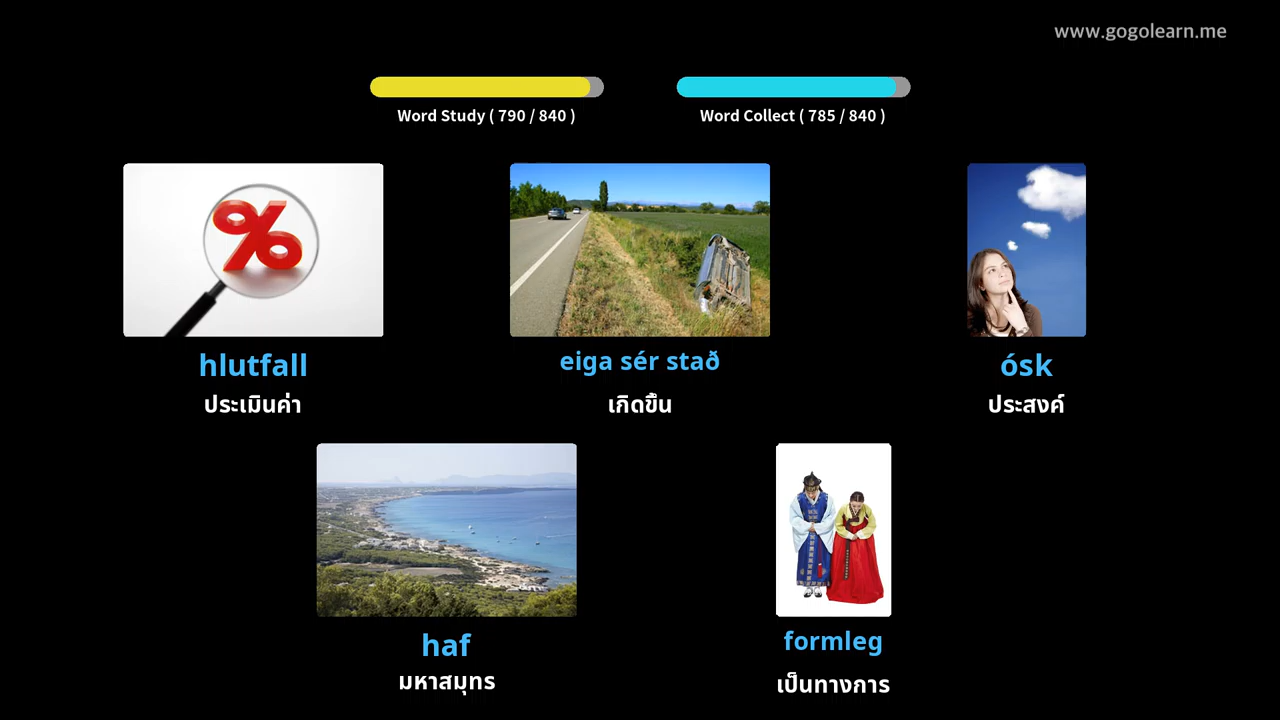 www.gogolearn.me
Word Study ( 790 / 840 )
Word Collect ( 785 / 840 )
%
hlutfall
ประเมินค่า
eiga sér stað
เกิดขึ้น
ósk
ประสงค์
haf
มหาสมุทร
formleg
เป็นทางการ